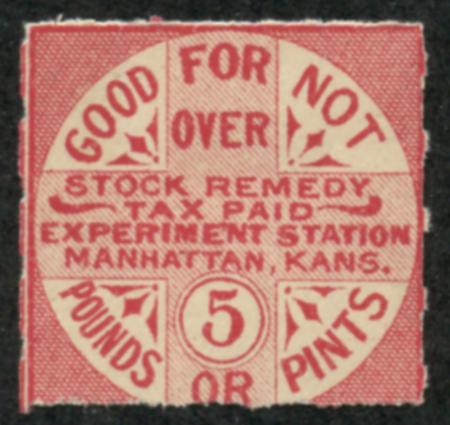 GOOD FOR NOT
OVER
STOCK REMEDY
TAX PAID
EXPERIMENT STATION
MANHATTAN, KANS.
5
POUNDS OR PINTS